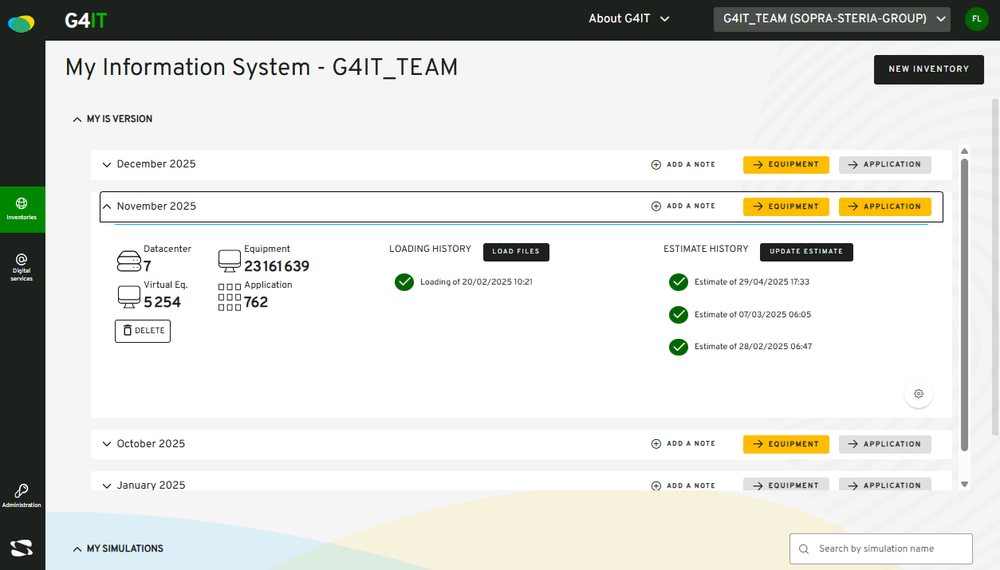 G4IT
About G4IT
G4IT_TEAM (SOPRA-STERIA-GROUP)
FL
My Information System - G4IT_TEAM
NEW INVENTORY
MY IS VERSION
December 2025
ADD A NOTE
EQUIPMENT
APPLICATION
Inventories
November 2025
ADD A NOTE
EQUIPMENT
APPLICATION
Datacenter
7
Equipment
23 161 639
Virtual Eq.
5 254
Application
762
DELETE
LOADING HISTORY
LOAD FILES
Loading of 20/02/2025 10:21
ESTIMATE HISTORY
UPDATE ESTIMATE
Estimate of 29/04/2025 17:33
Estimate of 07/03/2025 06:05
Estimate of 28/02/2025 06:47
Digital
services
October 2025
ADD A NOTE
EQUIPMENT
APPLICATION
January 2025
ADD A NOTE
EQUIPMENT
APPLICATION
Administration
MY SIMULATIONS
Search by simulation name